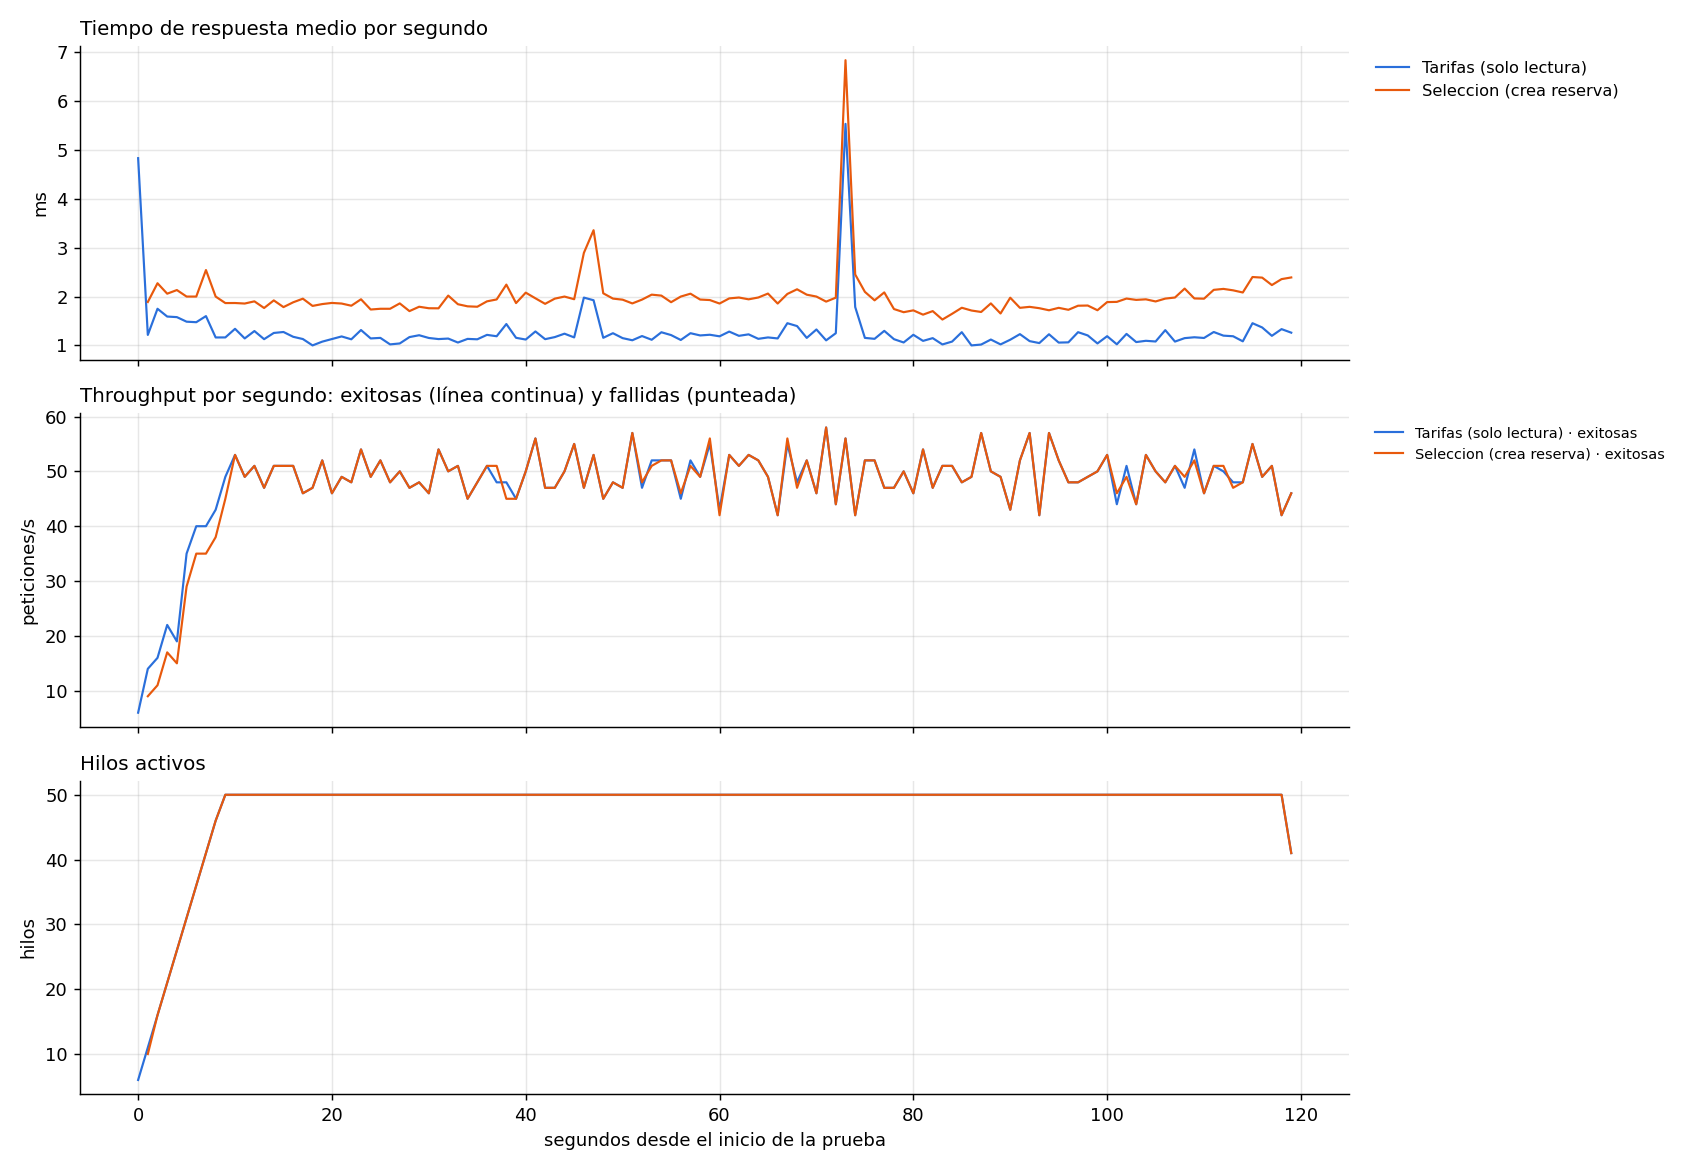 Tiempo de respuesta medio por segundo
7
6
5
4
3
2
1
ms
Tarifas (solo lectura)
Seleccion (crea reserva)
Throughput por segundo: exitosas (línea continua) y fallidas (punteada)
60
50
40
30
20
10
peticiones/s
Tarifas (solo lectura) · exitosas
Seleccion (crea reserva) · exitosas
Hilos activos
50
40
30
20
10
hilos
0 20 40 60 80 100 120
segundos desde el inicio de la prueba